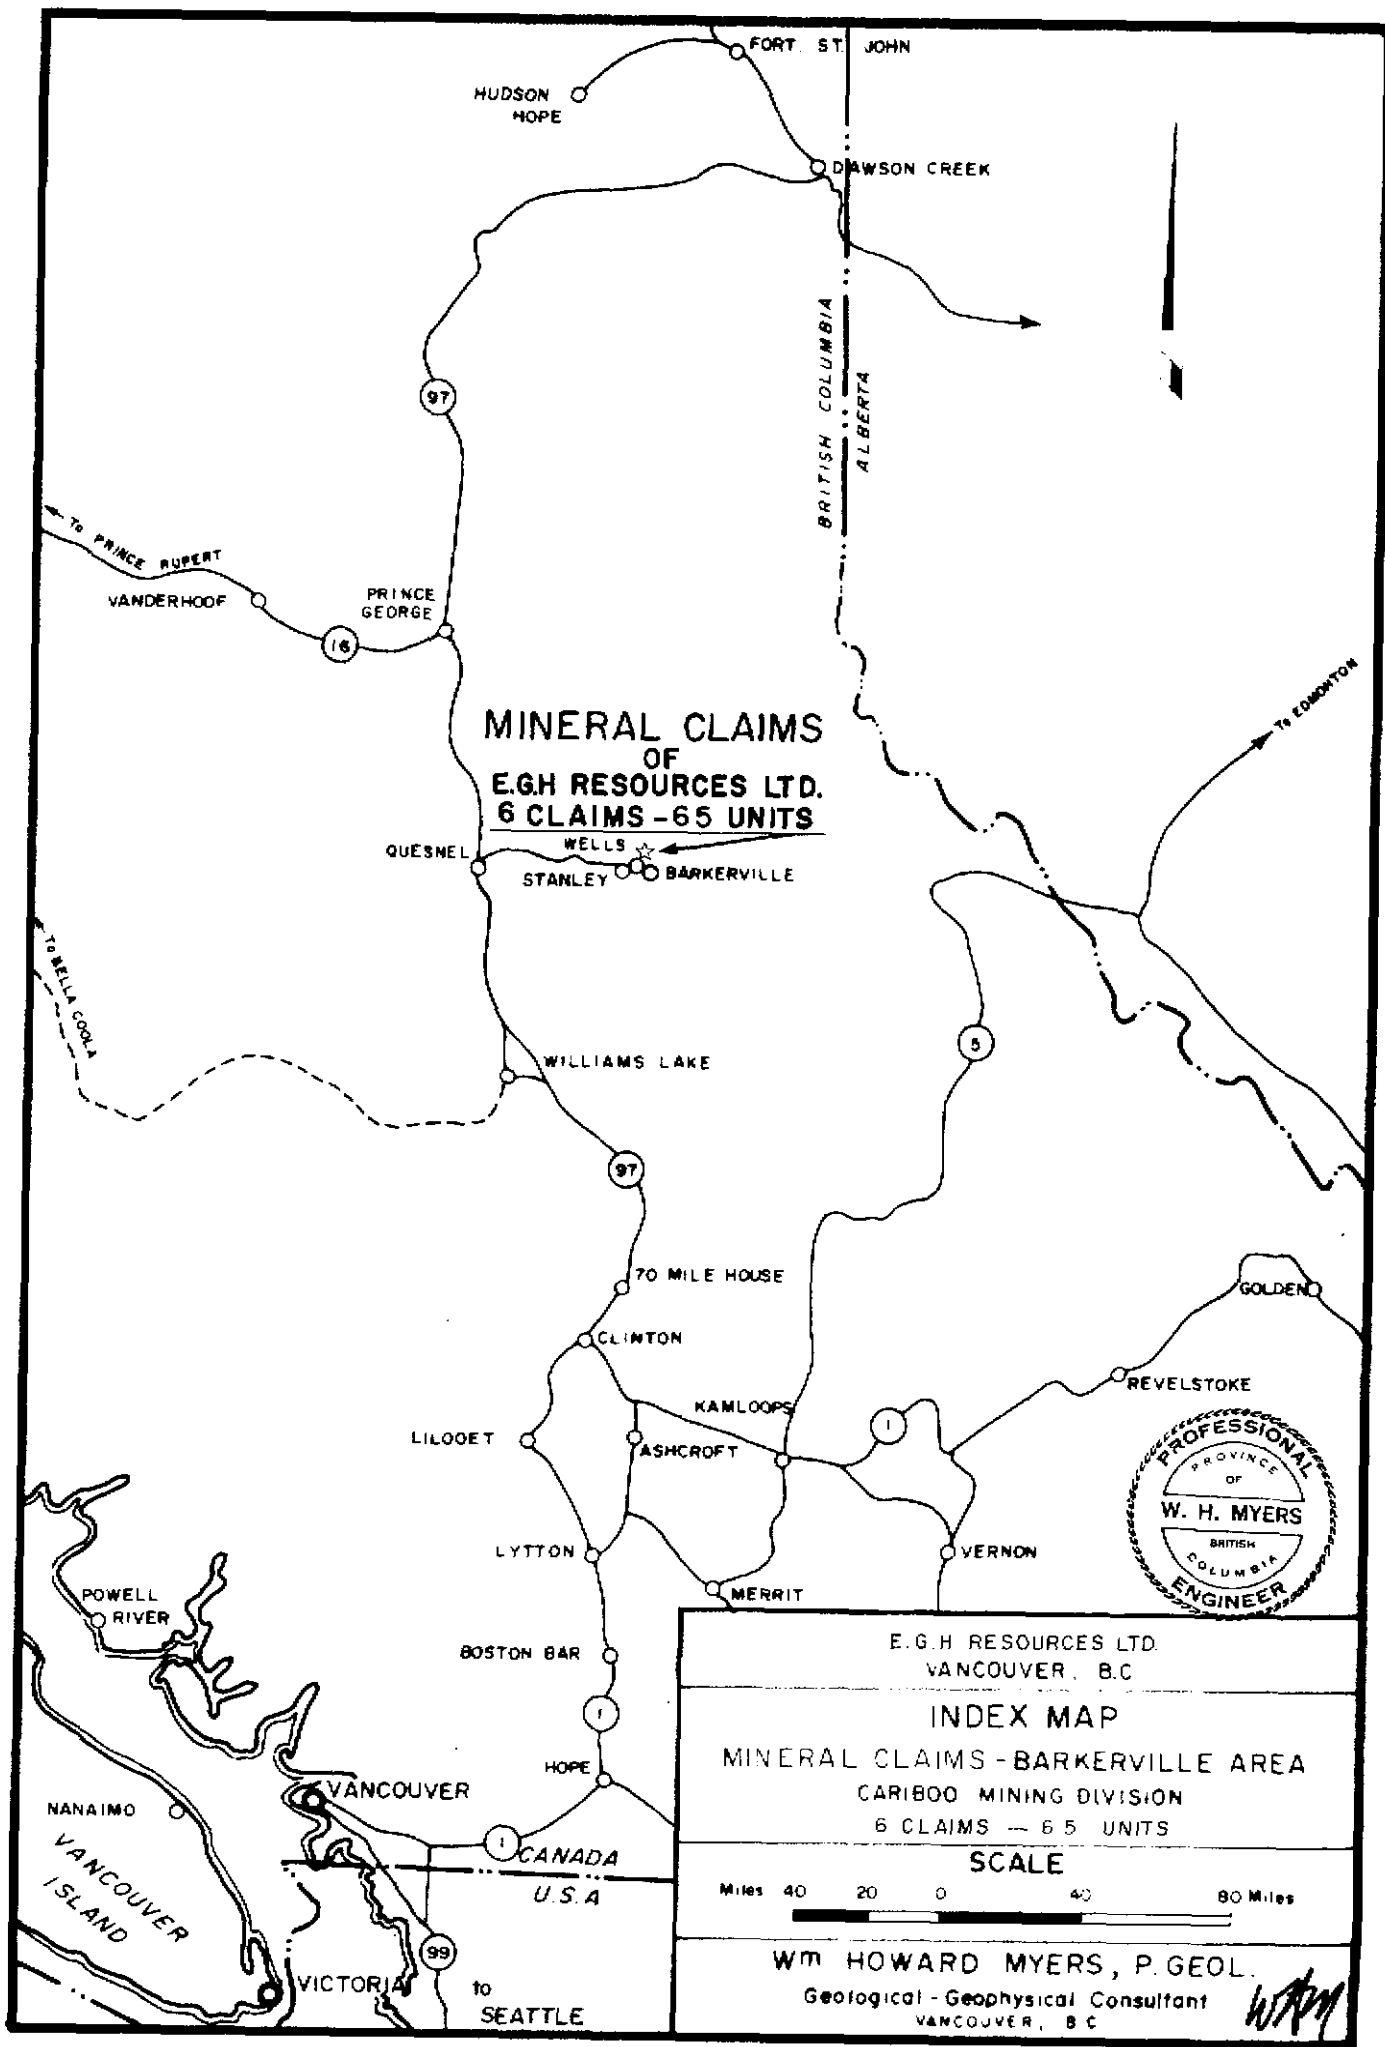 FORT. ST. JOHN
HUDSON
HOPE
DAWSON CREEK
BRITISH COLUMBIA
ALBERTA
97
To PRINCE RUPERT
VANDERHOOF
PRINCE
GEORGE
16
To EDMONTON
MINERAL CLAIMS
OF
E.G.H RESOURCES LTD.
6 CLAIMS - 65 UNITS
QUESNEL
WELLS
STANLEY
BARKERVILLE
To BELLA COOLA
5
WILLIAMS LAKE
97
70 MILE HOUSE
GOLDEN
CLINTON
REVELSTOKE
KAMLOOPS
1
LILOOET
ASHCROFT
PROFESSIONAL
PROVINCE
OF
W. H. MYERS
BRITISH
COLUMBIA
ENGINEER
LYTTON
VERNON
MERRIT
POWELL
RIVER
BOSTON BAR
1
HOPE
VANCOUVER
NANAIMO
VANCOUVER
ISLAND
1
CANADA
U.S.A
99
VICTORIA
to
SEATTLE
E.G.H RESOURCES LTD.
VANCOUVER, B.C
INDEX MAP
MINERAL CLAIMS - BARKERVILLE AREA
CARIBOO MINING DIVISION
6 CLAIMS — 65 UNITS
SCALE
Miles 40 20 0 40 80 Miles
Wm HOWARD MYERS, P. GEOL.
Geological - Geophysical Consultant
VANCOUVER, B C
WHM